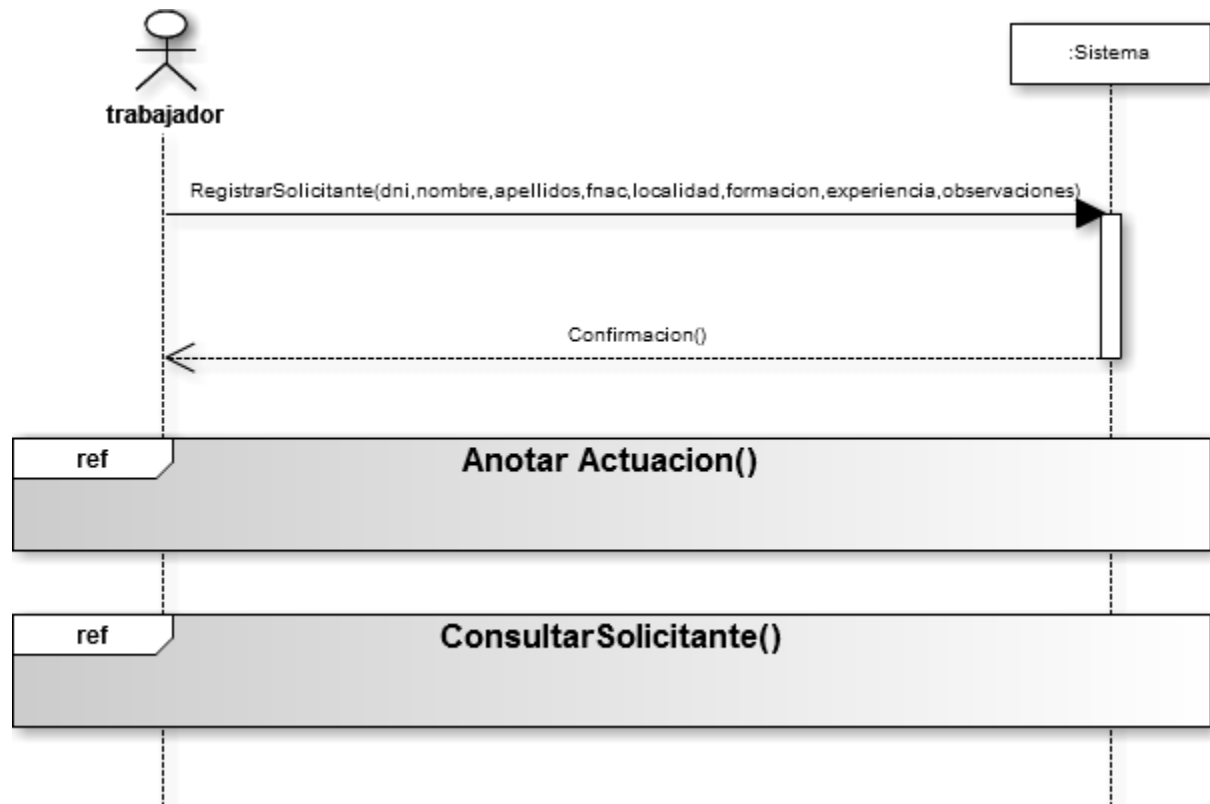 trabajador
:Sistema
RegistrarSolicitante(dni,nombre,apellidos,fnac,localidad,formacion,experiencia,observaciones)
Confirmacion()
ref
Anotar Actuacion()
ref
ConsultarSolicitante()